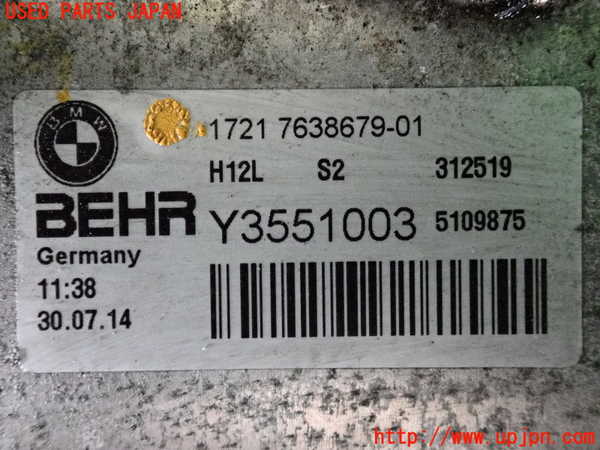 USED PARTS JAPAN
BMW
1721 7638679-01
H12L S2 312519
BEHR Y3551003 5109875
Germany
11:38
30.07.14
http://www.upjpn.com/